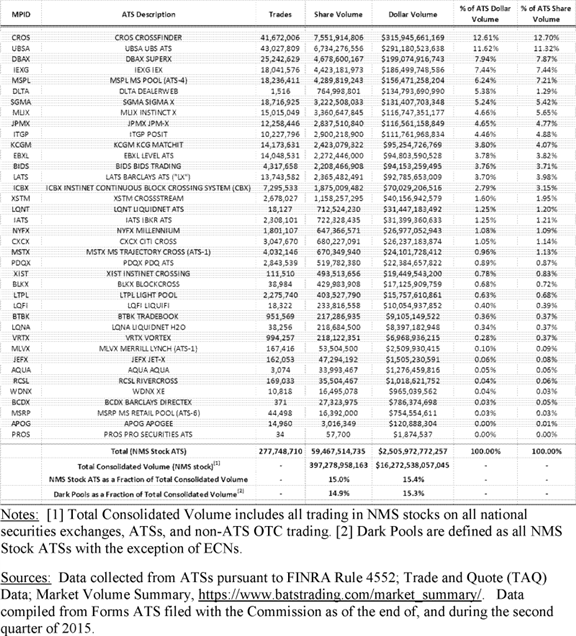 MPID ATS Description Trades Share Volume Dollar Volume % of ATS Dollar Volume % of ATS Share Volume
CROS CROS CROSSFINDER 41,672,006 7,551,914,806 $315,945,661,169 12.61% 12.70%
UBSA UBSA UBS ATS 43,027,809 6,734,276,556 $291,180,523,638 11.62% 11.32%
DBAX DBAX SUPERX 25,242,629 4,678,600,167 $199,074,916,743 7.94% 7.87%
IEXG IEXG IEX 18,041,576 4,423,181,973 $186,499,748,586 7.44% 7.44%
MSPL MSPL MS POOL (ATS-4) 18,236,411 4,289,819,243 $156,471,258,204 6.24% 7.21%
DLTA DLTA DEALERWEB 1,516 764,998,801 $134,793,690,990 5.38% 1.29%
SGMA SGMA SIGMA X 18,716,925 3,222,508,033 $131,407,703,348 5.24% 5.42%
MLIX MLIX INSTINCT X 15,015,049 3,360,647,845 $116,747,351,177 4.66% 5.65%
JPMX JPMX JPM-X 12,258,446 2,837,510,840 $116,561,158,849 4.65% 4.77%
ITGP ITGP POSIT 10,227,796 2,900,218,900 $111,761,968,834 4.46% 4.88%
KCGM KCGM KCG MATCHIT 14,173,631 2,423,079,322 $95,254,726,769 3.80% 4.07%
EBXL EBXL LEVEL ATS 14,048,531 2,272,446,000 $94,803,590,528 3.78% 3.82%
BIDS BIDS BIDS TRADING 4,317,658 2,208,466,908 $94,153,259,495 3.76% 3.71%
LATS LATS BARCLAYS ATS ("LX") 13,743,582 2,365,482,491 $92,785,653,009 3.70% 3.98%
ICBX ICBX INSTINET CONTINUOUS BLOCK CROSSING SYSTEM (CBX) 7,295,533 1,875,009,482 $70,029,206,516 2.79% 3.15%
XSTM XSTM CROSSSTREAM 2,678,027 1,158,257,295 $40,156,942,579 1.60% 1.95%
LQNT LQNT LIQUIDNET ATS 18,127 712,524,230 $31,447,183,492 1.25% 1.20%
IATS IATS IBKR ATS 2,308,101 722,328,435 $31,399,360,633 1.25% 1.21%
NYFX NYFX MILLENNIUM 1,801,107 647,366,571 $26,977,052,943 1.08% 1.09%
CXCX CXCX CITI CROSS 3,047,670 680,227,091 $26,237,183,874 1.05% 1.14%
MSTX MSTX MS TRAJECTORY CROSS (ATS-1) 4,032,146 670,349,940 $24,101,728,412 0.96% 1.13%
PDQX PDQX PDQ ATS 2,843,539 519,782,380 $22,384,657,822 0.89% 0.87%
XIST XIST INSTINET CROSSING 111,510 493,513,656 $19,449,543,200 0.78% 0.83%
BLKX BLKX BLOCKCROSS 38,984 429,983,908 $17,125,909,759 0.68% 0.72%
LTPL LTPL LIGHT POOL 2,275,740 403,527,790 $15,757,610,861 0.63% 0.68%
LQFI LQFI LIQUIFI 18,322 233,816,558 $10,054,937,852 0.40% 0.39%
BTBK BTBK TRADEBOOK 951,569 217,286,935 $9,105,149,522 0.36% 0.37%
LQNA LIQNA LIQUIDNET H2O 38,256 218,684,500 $8,397,182,948 0.34% 0.37%
VRTX VRTX VORTEX 994,257 218,122,351 $6,968,936,215 0.28% 0.37%
MLVX MLVX MERRILL LYNCH (ATS-1) 167,416 53,504,500 $2,509,930,415 0.10% 0.09%
JEFX JEFX JET-X 162,053 47,294,192 $1,505,230,591 0.06% 0.08%
AQUA AQUA AQUA 3,074 33,993,467 $1,276,459,816 0.05% 0.06%
RCSL RCSL RIVERCROSS 169,033 35,504,467 $1,018,621,752 0.04% 0.06%
WDNX WDNX XE 10,818 16,495,078 $965,039,562 0.04% 0.03%
BCDX BCDX BARCLAYS DIRECTEX 371 27,323,975 $786,374,698 0.03% 0.05%
MSRP MSRP MS RETAIL POOL (ATS-6) 44,498 16,392,000 $754,554,611 0.03% 0.03%
APOG APOG APOGEE 14,960 3,016,349 $120,888,304 0.00% 0.01%
PROS PROS PRO SECURITIES ATS 34 57,700 $1,874,537 0.00% 0.00%
Total (NMS Stock ATS) 277,748,710 59,467,514,735 $2,505,972,772,257 100.00% 100.00%
Total Consolidated Volume (NMS stock)[1] - 397,278,958,163 $16,272,538,057,045 - -
NMS Stock ATS as a Fraction of Total Consolidated Volume - 15.0% 15.4% - -
Dark Pools as a Fraction of Total Consolidated Volume[2] - 14.9% 15.3% - -
Notes: [1] Total Consolidated Volume includes all trading in NMS stocks on all national
securities exchanges, ATSs, and non-ATS OTC trading. [2] Dark Pools are defined as all NMS
Stock ATSs with the exception of ECNs.
Sources: Data collected from ATSs pursuant to FINRA Rule 4552; Trade and Quote (TAQ)
Data; Market Volume Summary, https://www.batstrading.com/market_summary/. Data
compiled from Forms ATS filed with the Commission as of the end of, and during the second
quarter of 2015.